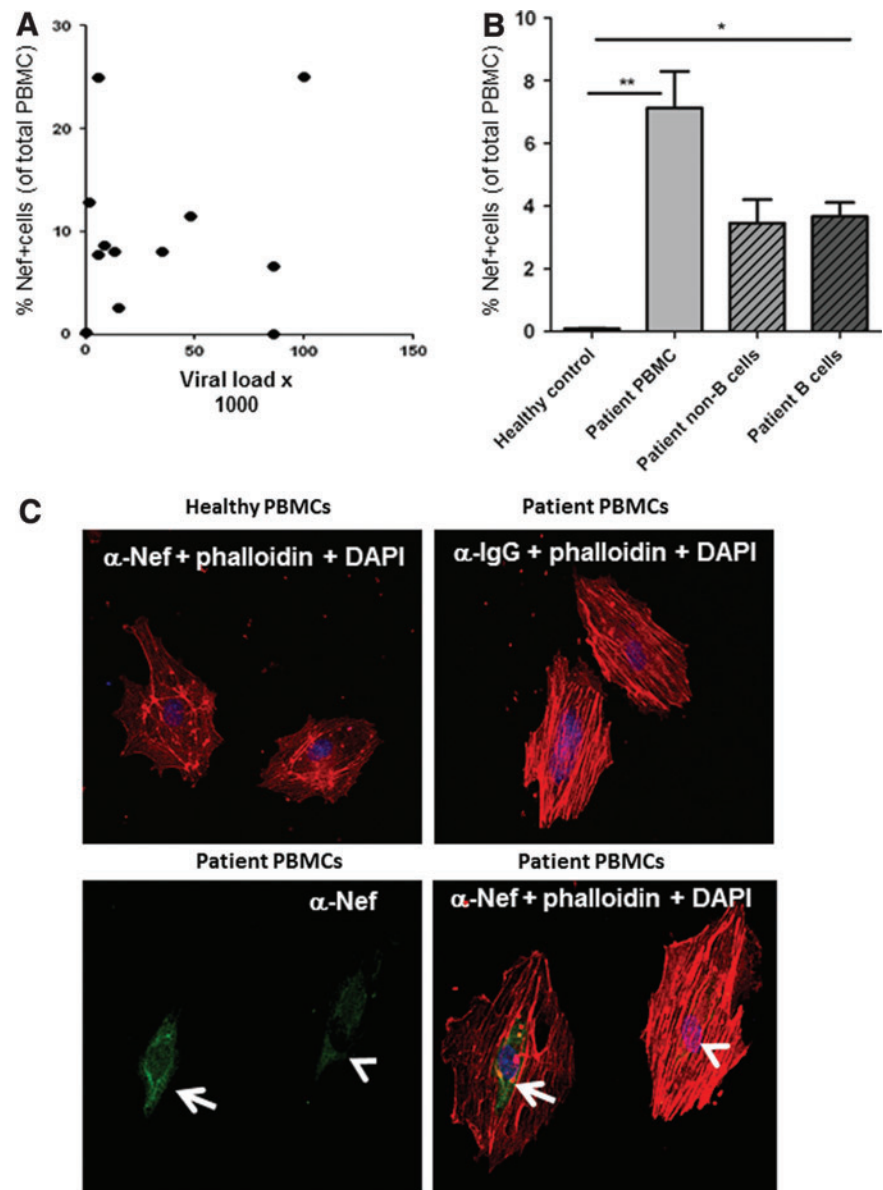 A
% Nef+cells (of total PBMC)
30
20
10
0
0
50
100
150
Viral load x
1000
B
% Nef+cells (of total PBMC)
10
8
6
4
2
0
*
**
Healthy control
Patient PBMC
Patient non-B cells
Patient B cells
C
Healthy PBMCs
Patient PBMCs
α-Nef + phalloidin + DAPI
α-IgG + phalloidin + DAPI
Patient PBMCs
Patient PBMCs
α-Nef
α-Nef + phalloidin + DAPI